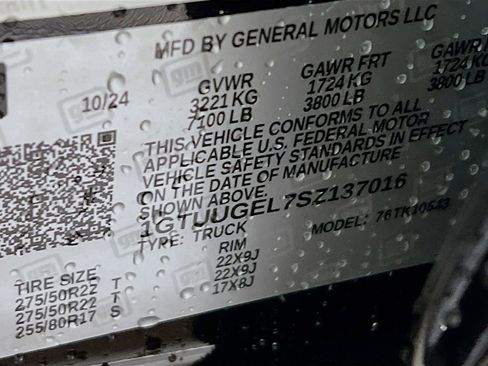 MFD BY GENERAL MOTORS LLC
10/24 GVWR GAWR FRT GAWR
3221 KG 1724 KG 1724 KG
7100 LB 3800 LB 3800 LB
THIS VEHICLE CONFORMS TO ALL
APPLICABLE U.S. FEDERAL MOTOR
VEHICLE SAFETY STANDARDS IN EFFECT
ON THE DATE OF MANUFACTURE
SHOWN ABOVE.
1GTUUGEL7SZ137016
TYPE: TRUCK MODEL: 76TK10543
TIRE SIZE RIM
275/50R22 T 22X9J
275/50R22 T 22X9J
255/80R17 S 17X8J